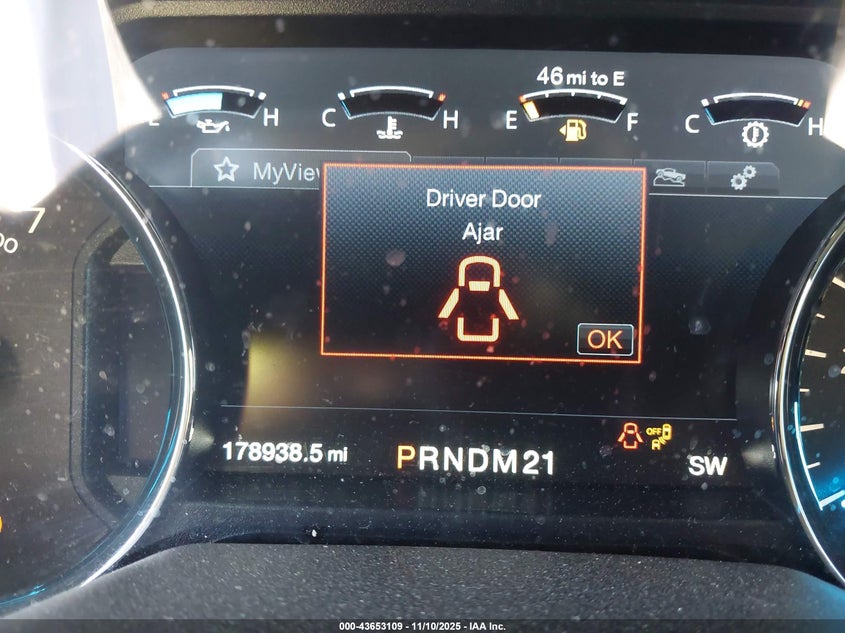 46 mi to E
L H
C H
E F
C H
MyView
Driver Door
Ajar
OK
7
178938.5 mi
PRNDM21
OFF
SW
000-43653109 - 11/10/2025 - IAA Inc.